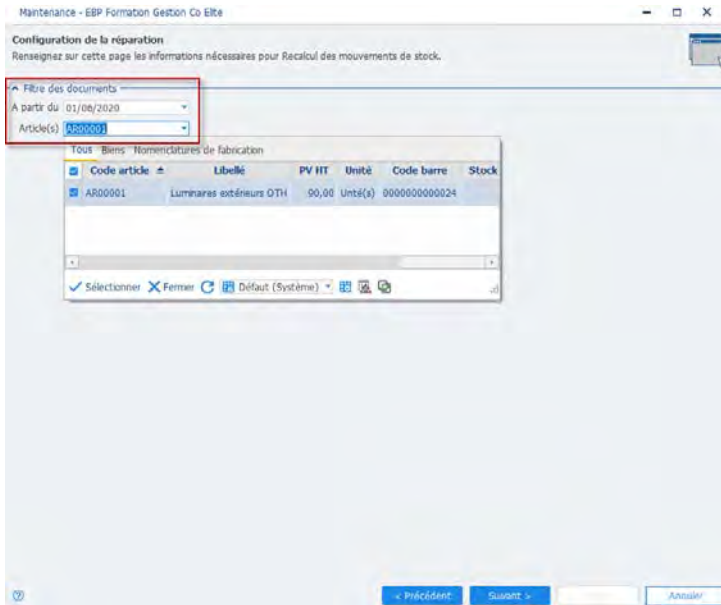 Maintenance - EBP Formation Gestion Co Elite
Configuration de la réparation
Renseignez sur cette page les informations nécessaires pour Recalcul des mouvements de stock.
Filtre des documents
A partir du 01/06/2020
Article(s) AR00001
Tous Biens Nomenclatures de fabrication
Code article Libellé PV HT Unité Code barre Stock
AR00001 Luminaires extérieurs OTH 90,00 Unité(s) 0000000000024
Sélectionner Fermer Défaut (Système)
< Précédent Suivant > Annuler